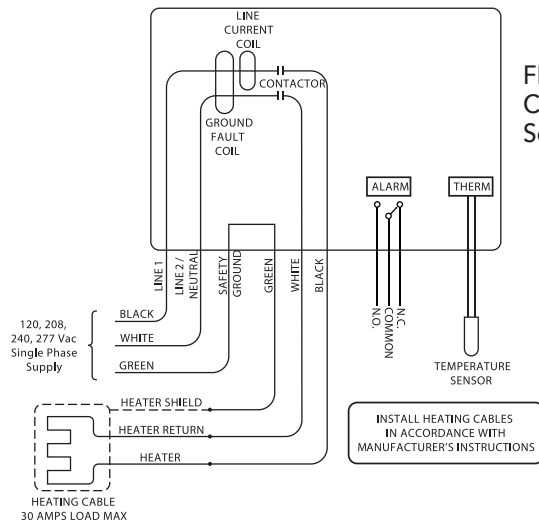 LINE
CURRENT
COIL
CONTACTOR
GROUND
FAULT
COIL
ALARM
THERM
LINE 1
LINE 2 /
NEUTRAL
SAFETY
GROUND
GREEN
WHITE
BLACK
N.O.
COMMON
N.C.
120, 208,
240, 277 Vac
Single Phase
Supply
BLACK
WHITE
GREEN
TEMPERATURE
SENSOR
HEATER SHIELD
HEATER RETURN
HEATER
HEATING CABLE
30 AMPS LOAD MAX
INSTALL HEATING CABLES
IN ACCORDANCE WITH
MANUFACTURER'S INSTRUCTIONS